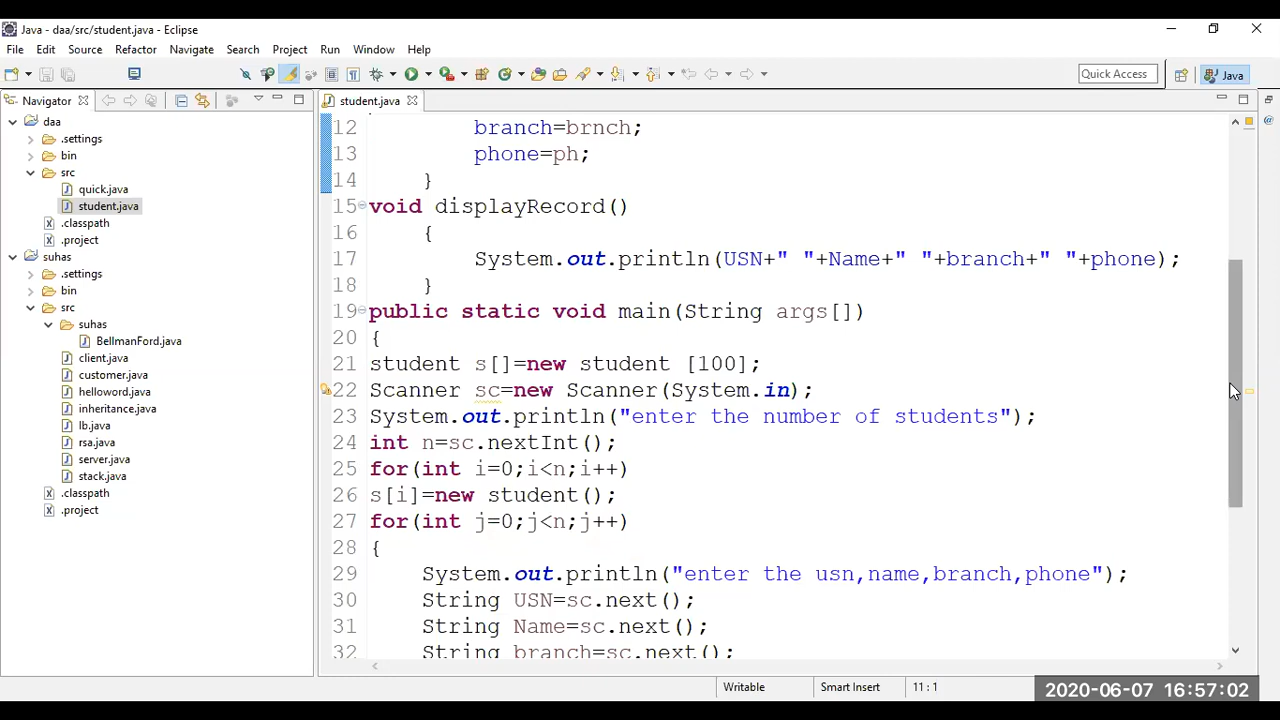 Java - daa/src/student.java - Eclipse
File Edit Source Refactor Navigate Search Project Run Window Help
Quick Access
Java
Navigator
student.java
daa
.settings
bin
src
quick.java
student.java
.classpath
.project
suhas
.settings
bin
src
suhas
BellmanFord.java
client.java
customer.java
helloword.java
inheritance.java
lb.java
rsa.java
server.java
stack.java
.classpath
.project
12 branch=brnch;
13 phone=ph;
14 }
15 void displayRecord()
16 {
17 System.out.println(USN+" "+Name+" "+branch+" "+phone);
18 }
19 public static void main(String args[])
20 {
21 student s[]=new student [100];
22 Scanner sc=new Scanner(System.in);
23 System.out.println("enter the number of students");
24 int n=sc.nextInt();
25 for(int i=0;i<n;i++)
26 s[i]=new student();
27 for(int j=0;j<n;j++)
28 {
29 System.out.println("enter the usn,name,branch,phone");
30 String USN=sc.next();
31 String Name=sc.next();
32 String branch=sc.next();
Writable Smart Insert 11 : 1
2020-06-07 16:57:02